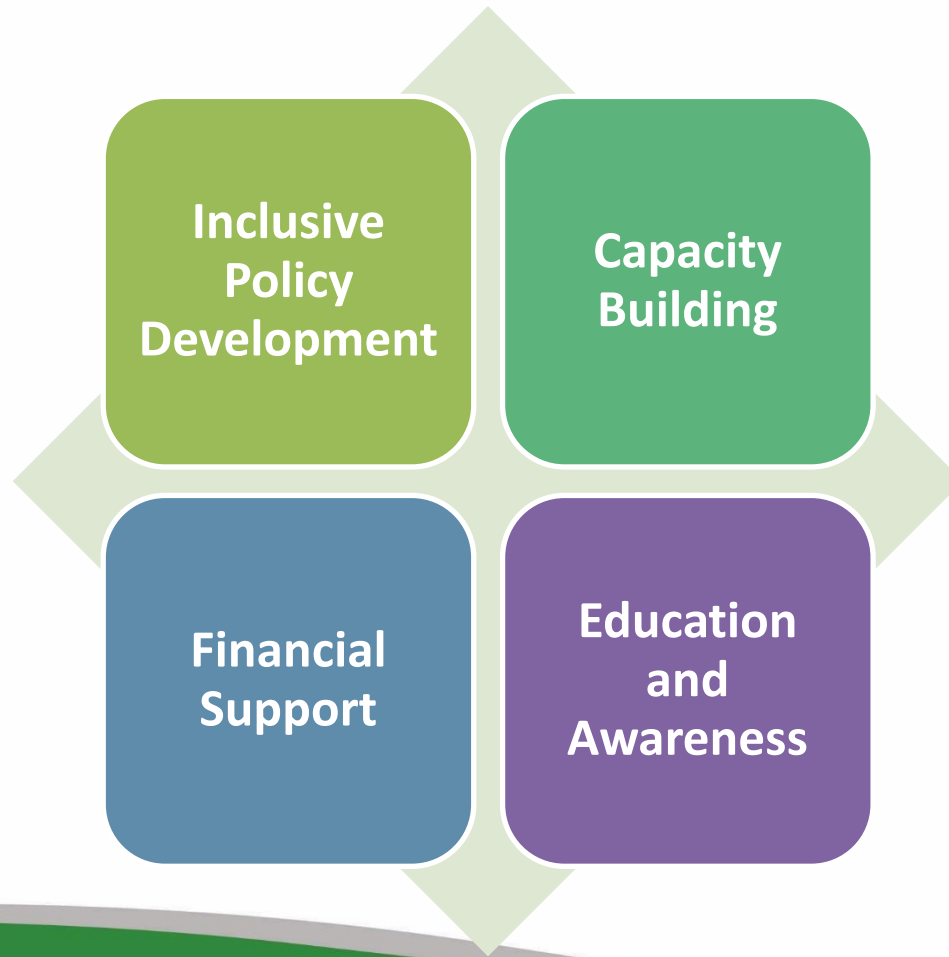 Inclusive
Policy
Development
Capacity
Building
Financial
Support
Education
and
Awareness